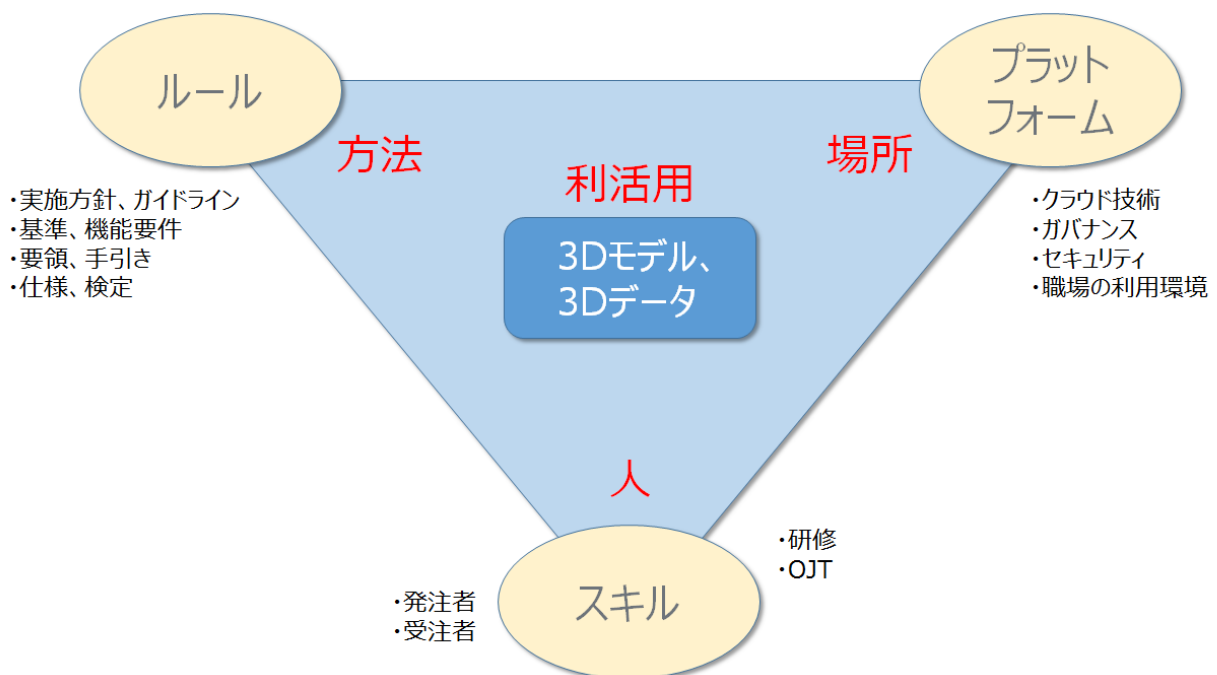 ルール
プラット
フォーム
方法
場所
利活用
3Dモデル、
3Dデータ
・実施方針、ガイドライン
・基準、機能要件
・要領、手引き
・仕様、検定
・クラウド技術
・ガバナンス
・セキュリティ
・職場の利用環境
人
スキル
・発注者
・受注者
・研修
・OJT